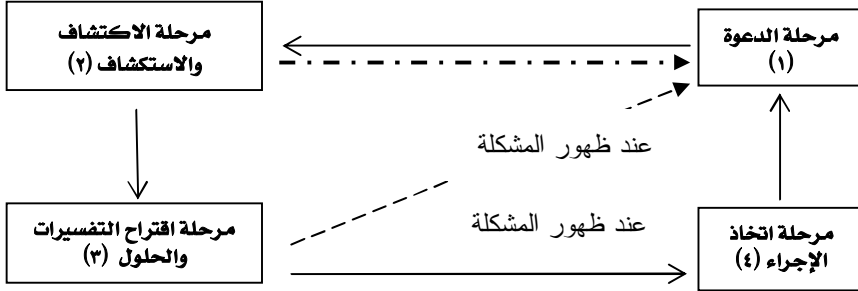 مرحلة الدعوة
(١)
مرحلة الاكتشاف
والاستكشاف (٢)
عند ظهور المشكلة
مرحلة اقتراح التفسيرات
والحلول (٣)
عند ظهور المشكلة
مرحلة اتخاذ
الإجراء (٤)